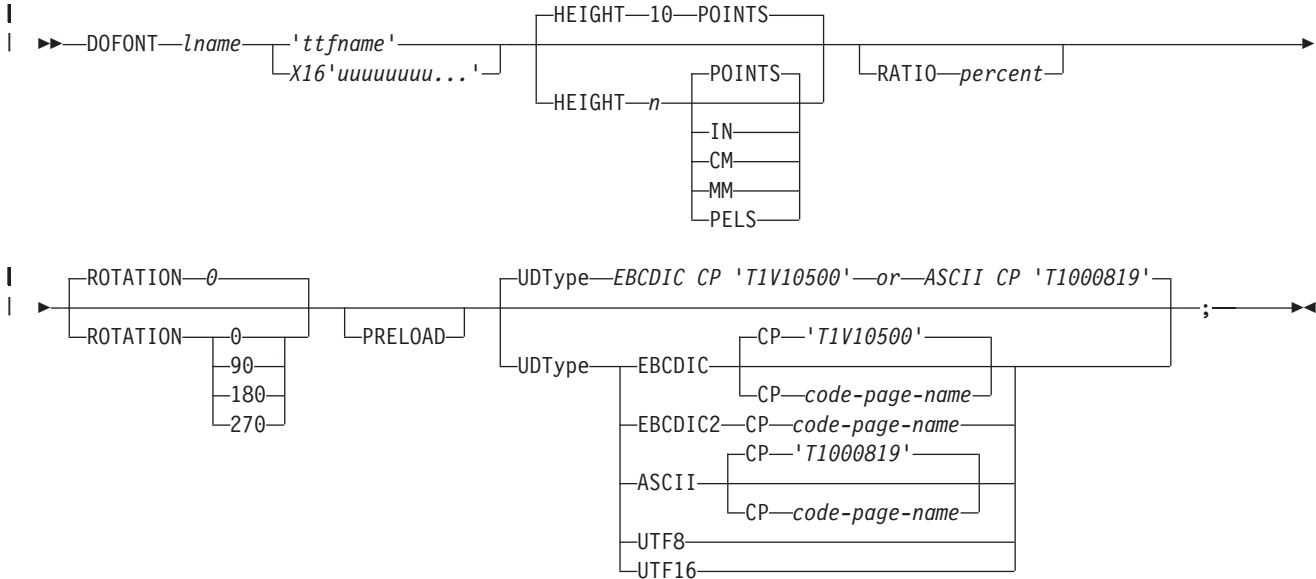 HEIGHT 10 POINTS
DOFONT lname 'ttfname'
X16'uuuuuuuu...'
POINTS
RATIO percent
HEIGHT n
IN
CM
MM
PELS
ROTATION 0
UDType EBCDIC CP 'T1V10500' or ASCII CP 'T1000819'
;
ROTATION 0
PRELOAD
CP 'T1V10500'
90
UDType EBCDIC
180
CP code-page-name
270
EBCDIC2 CP code-page-name
CP 'T1000819'
ASCII
CP code-page-name
UTF8
UTF16